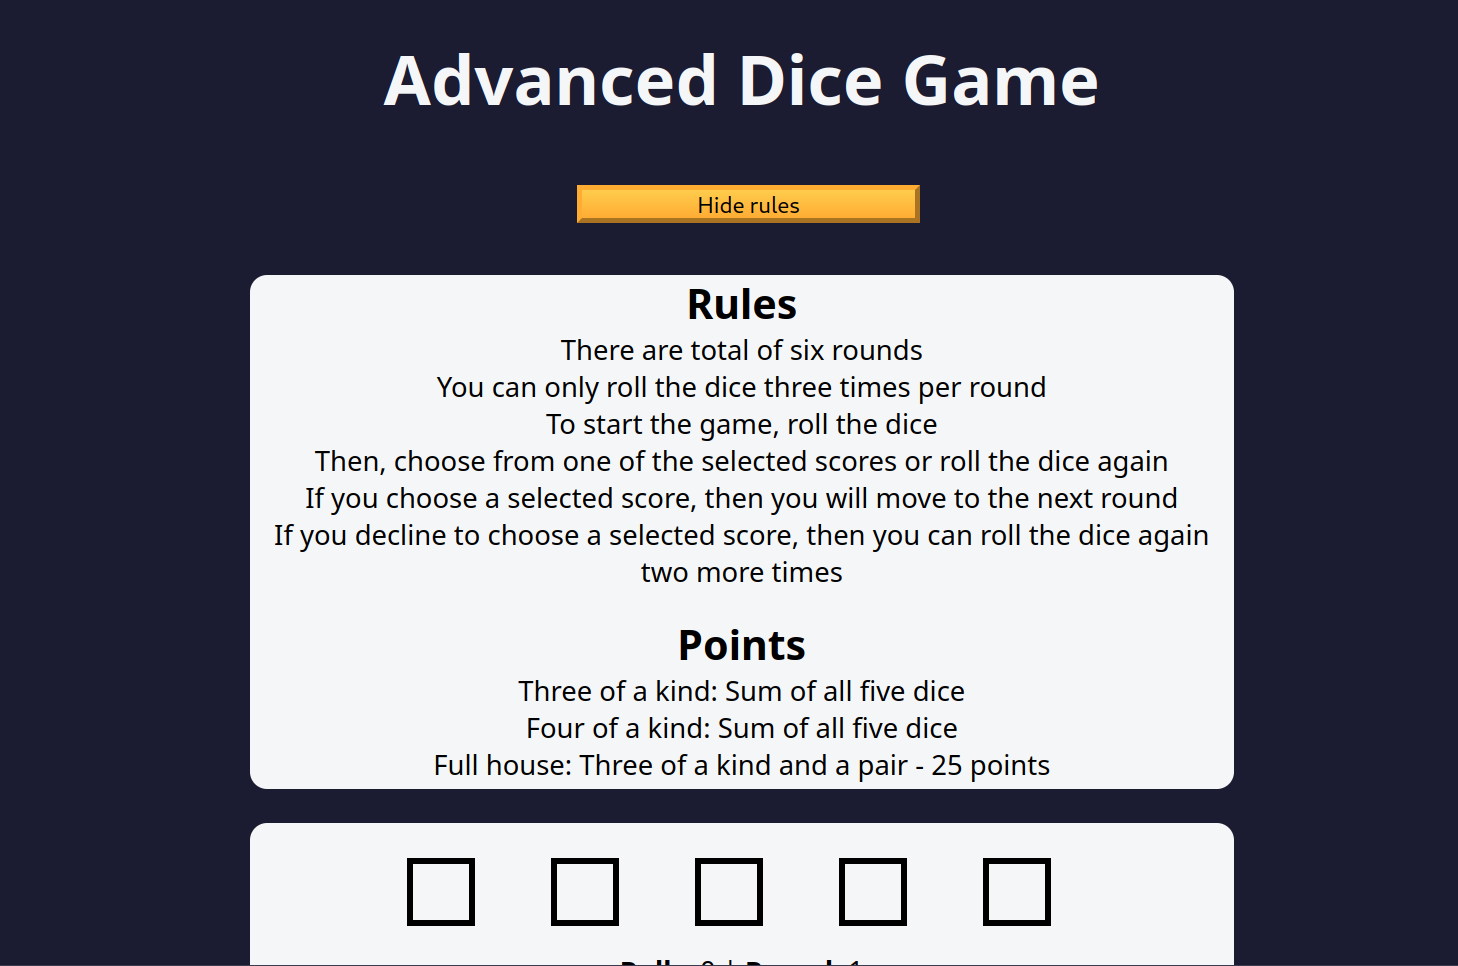 Advanced Dice Game
Hide rules
Rules
There are total of six rounds
You can only roll the dice three times per round
To start the game, roll the dice
Then, choose from one of the selected scores or roll the dice again
If you choose a selected score, then you will move to the next round
If you decline to choose a selected score, then you can roll the dice again
two more times
Points
Three of a kind: Sum of all five dice
Four of a kind: Sum of all five dice
Full house: Three of a kind and a pair - 25 points